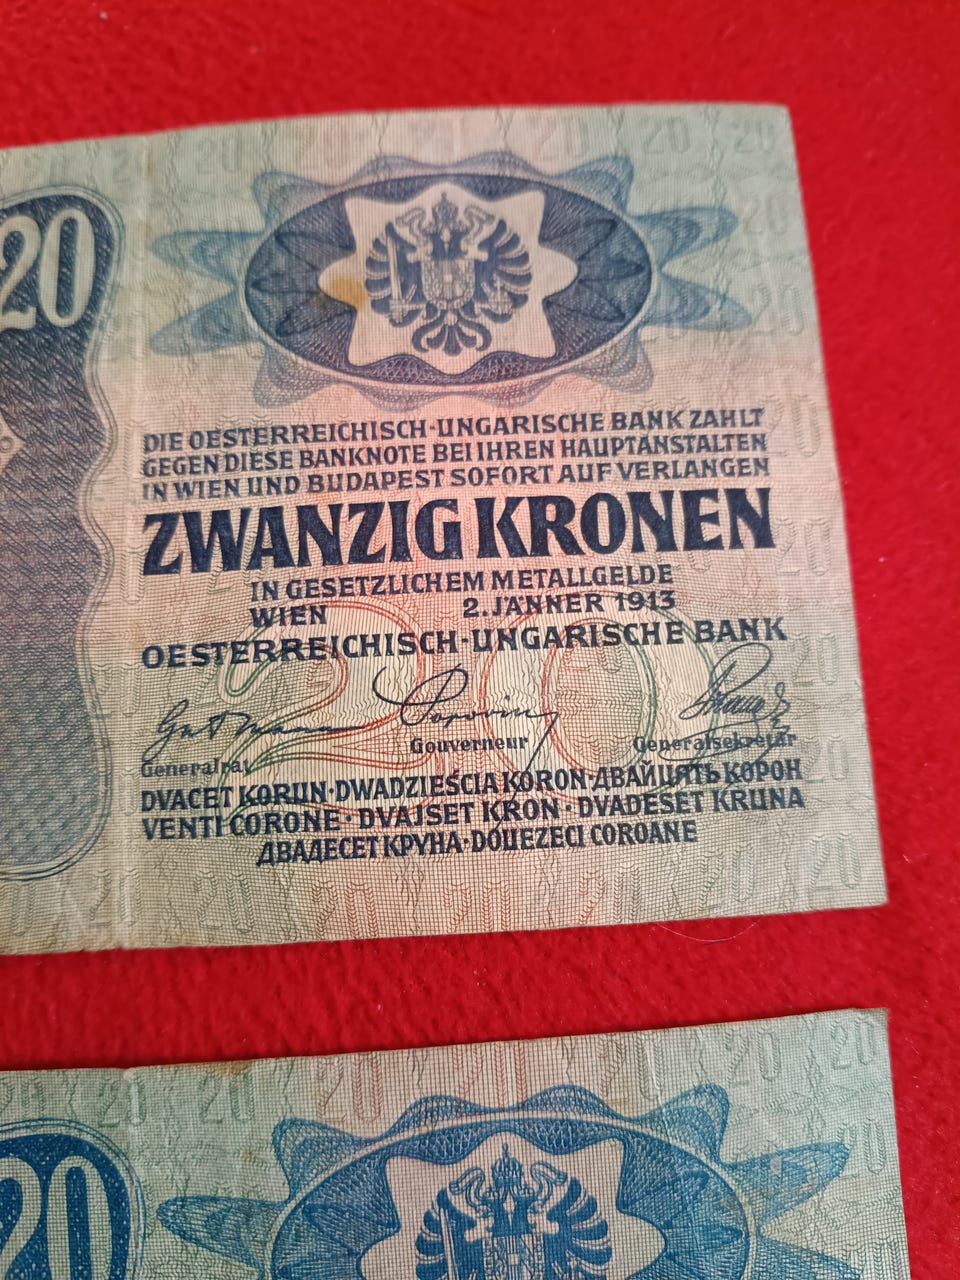 20
DIE OESTERREICHISCH-UNGARISCHE BANK ZAHLT
GEGEN DIESE BANKNOTE BEI IHREN HAUPTANSTALTEN
IN WIEN UND BUDAPEST SOFORT AUF VERLANGEN
ZWANZIG KRONEN
IN GESETZLICHEM METALLGELDE
WIEN 2. JÄNNER 1913
OESTERREICHISCH-UNGARISCHE BANK
Generalrat Gouverneur Generalsekretär
DVACET KORUN·DWADZIEŚCIA KORON·ДВАЙЦЯТЬ КОРОН
VENTI CORONE·DVAJSET KRON·DVADESET KRUNA
ДВАДЕСЕТ КРУНА·DOUEZECI COROANE
20
20